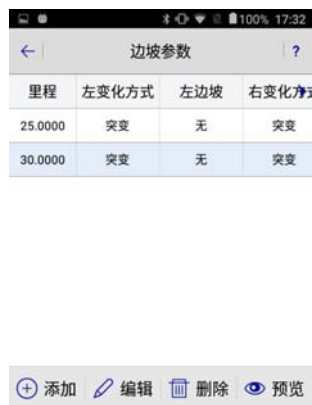 100% 17:32
边坡参数 ?
里程 左变化方式 左边坡 右变化方
25.0000 突变 无 突变
30.0000 突变 无 突变
添加 编辑 删除 预览